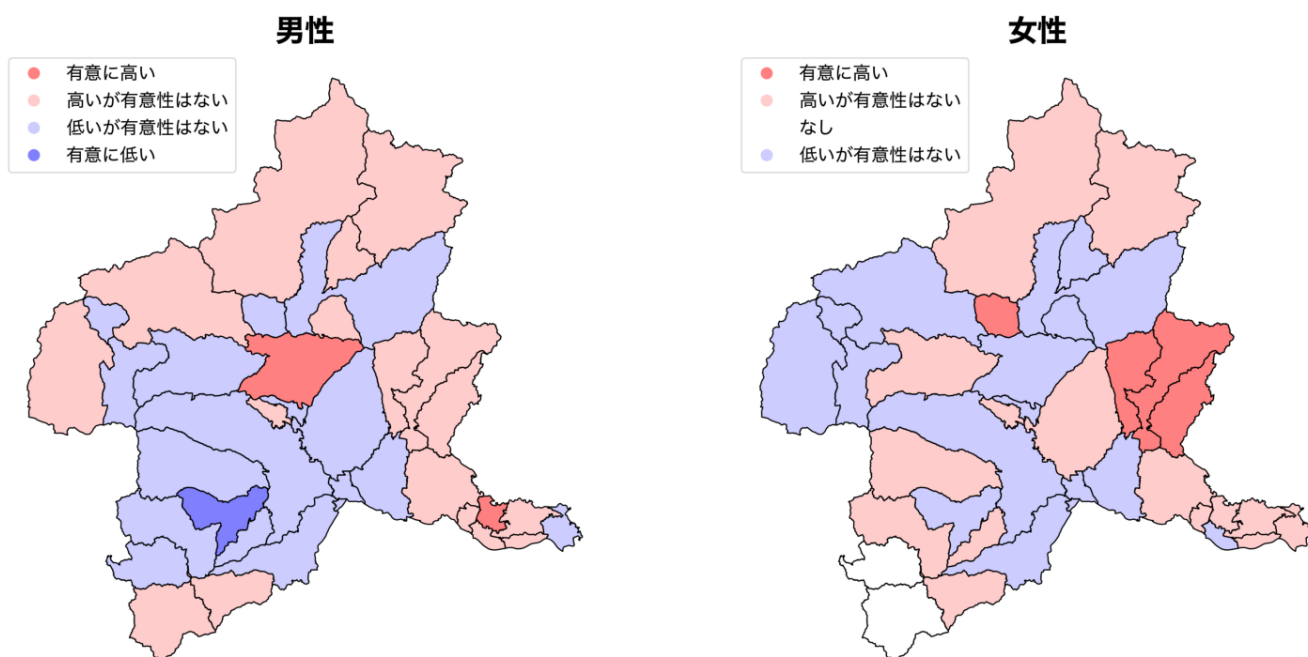 男性
有意に高い
高いが有意性はない
低いが有意性はない
有意に低い
女性
有意に高い
高いが有意性はない
なし
低いが有意性はない